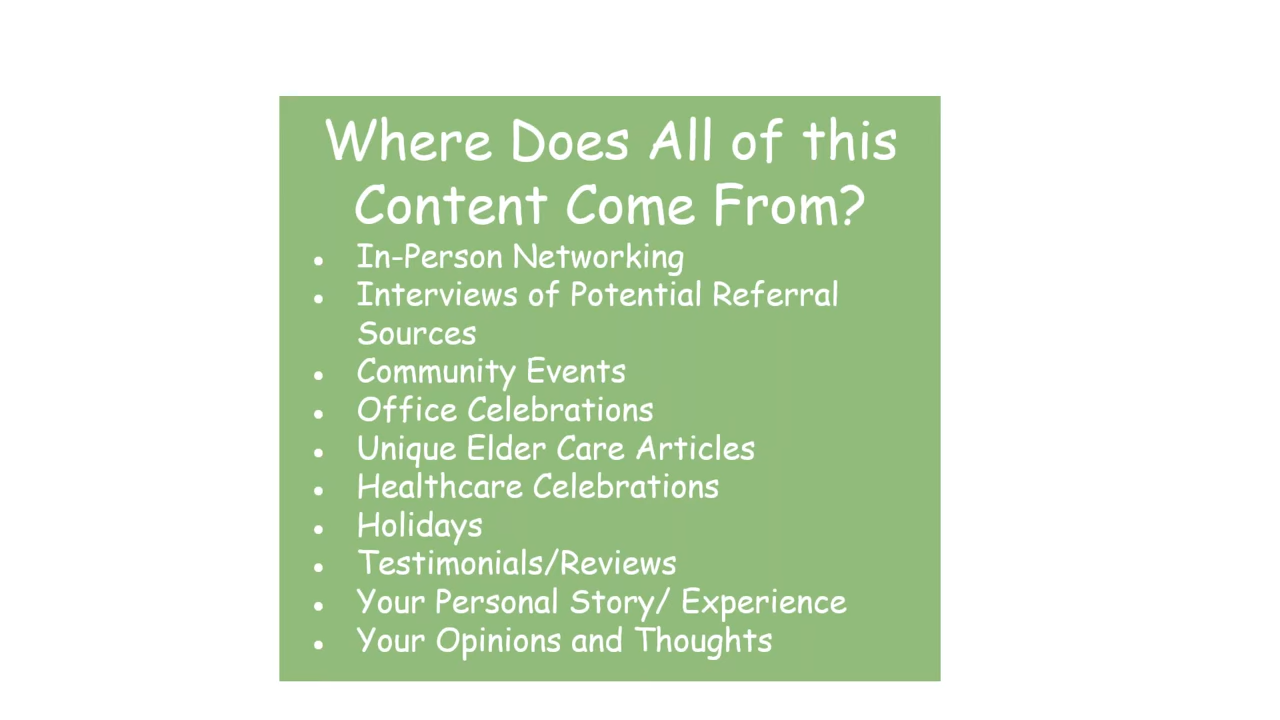 Where Does All of this
Content Come From?
• In-Person Networking
• Interviews of Potential Referral
Sources
• Community Events
• Office Celebrations
• Unique Elder Care Articles
• Healthcare Celebrations
• Holidays
• Testimonials/Reviews
• Your Personal Story/ Experience
• Your Opinions and Thoughts